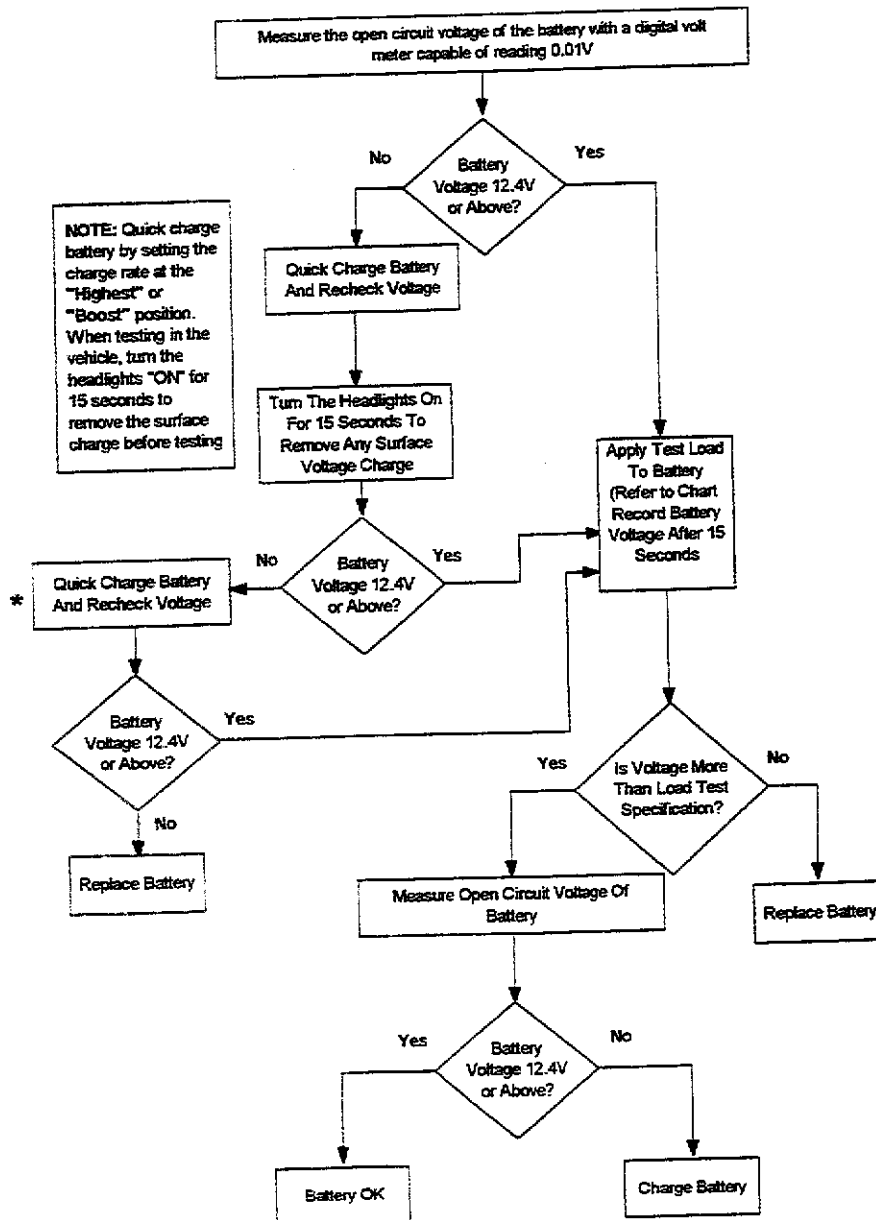 Measure the open circuit voltage of the battery with a digital volt
meter capable of reading 0.01V
No
Battery
Voltage 12.4V
or Above?
Yes
NOTE: Quick charge
battery by setting the
charge rate at the
"Highest" or
"Boost" position.
When testing in the
vehicle, turn the
headlights "ON" for
15 seconds to
remove the surface
charge before testing
Quick Charge Battery
And Recheck Voltage
Turn The Headlights On
For 15 Seconds To
Remove Any Surface
Voltage Charge
Apply Test Load
To Battery
(Refer to Chart
Record Battery
Voltage After 15
Seconds
No
Battery
Voltage 12.4V
or Above?
Yes
*
Quick Charge Battery
And Recheck Voltage
Battery
Voltage 12.4V
or Above?
Yes
No
Replace Battery
Yes
Is Voltage More
Than Load Test
Specification?
No
Measure Open Circuit Voltage Of
Battery
Replace Battery
Yes
Battery
Voltage 12.4V
or Above?
No
Battery OK
Charge Battery